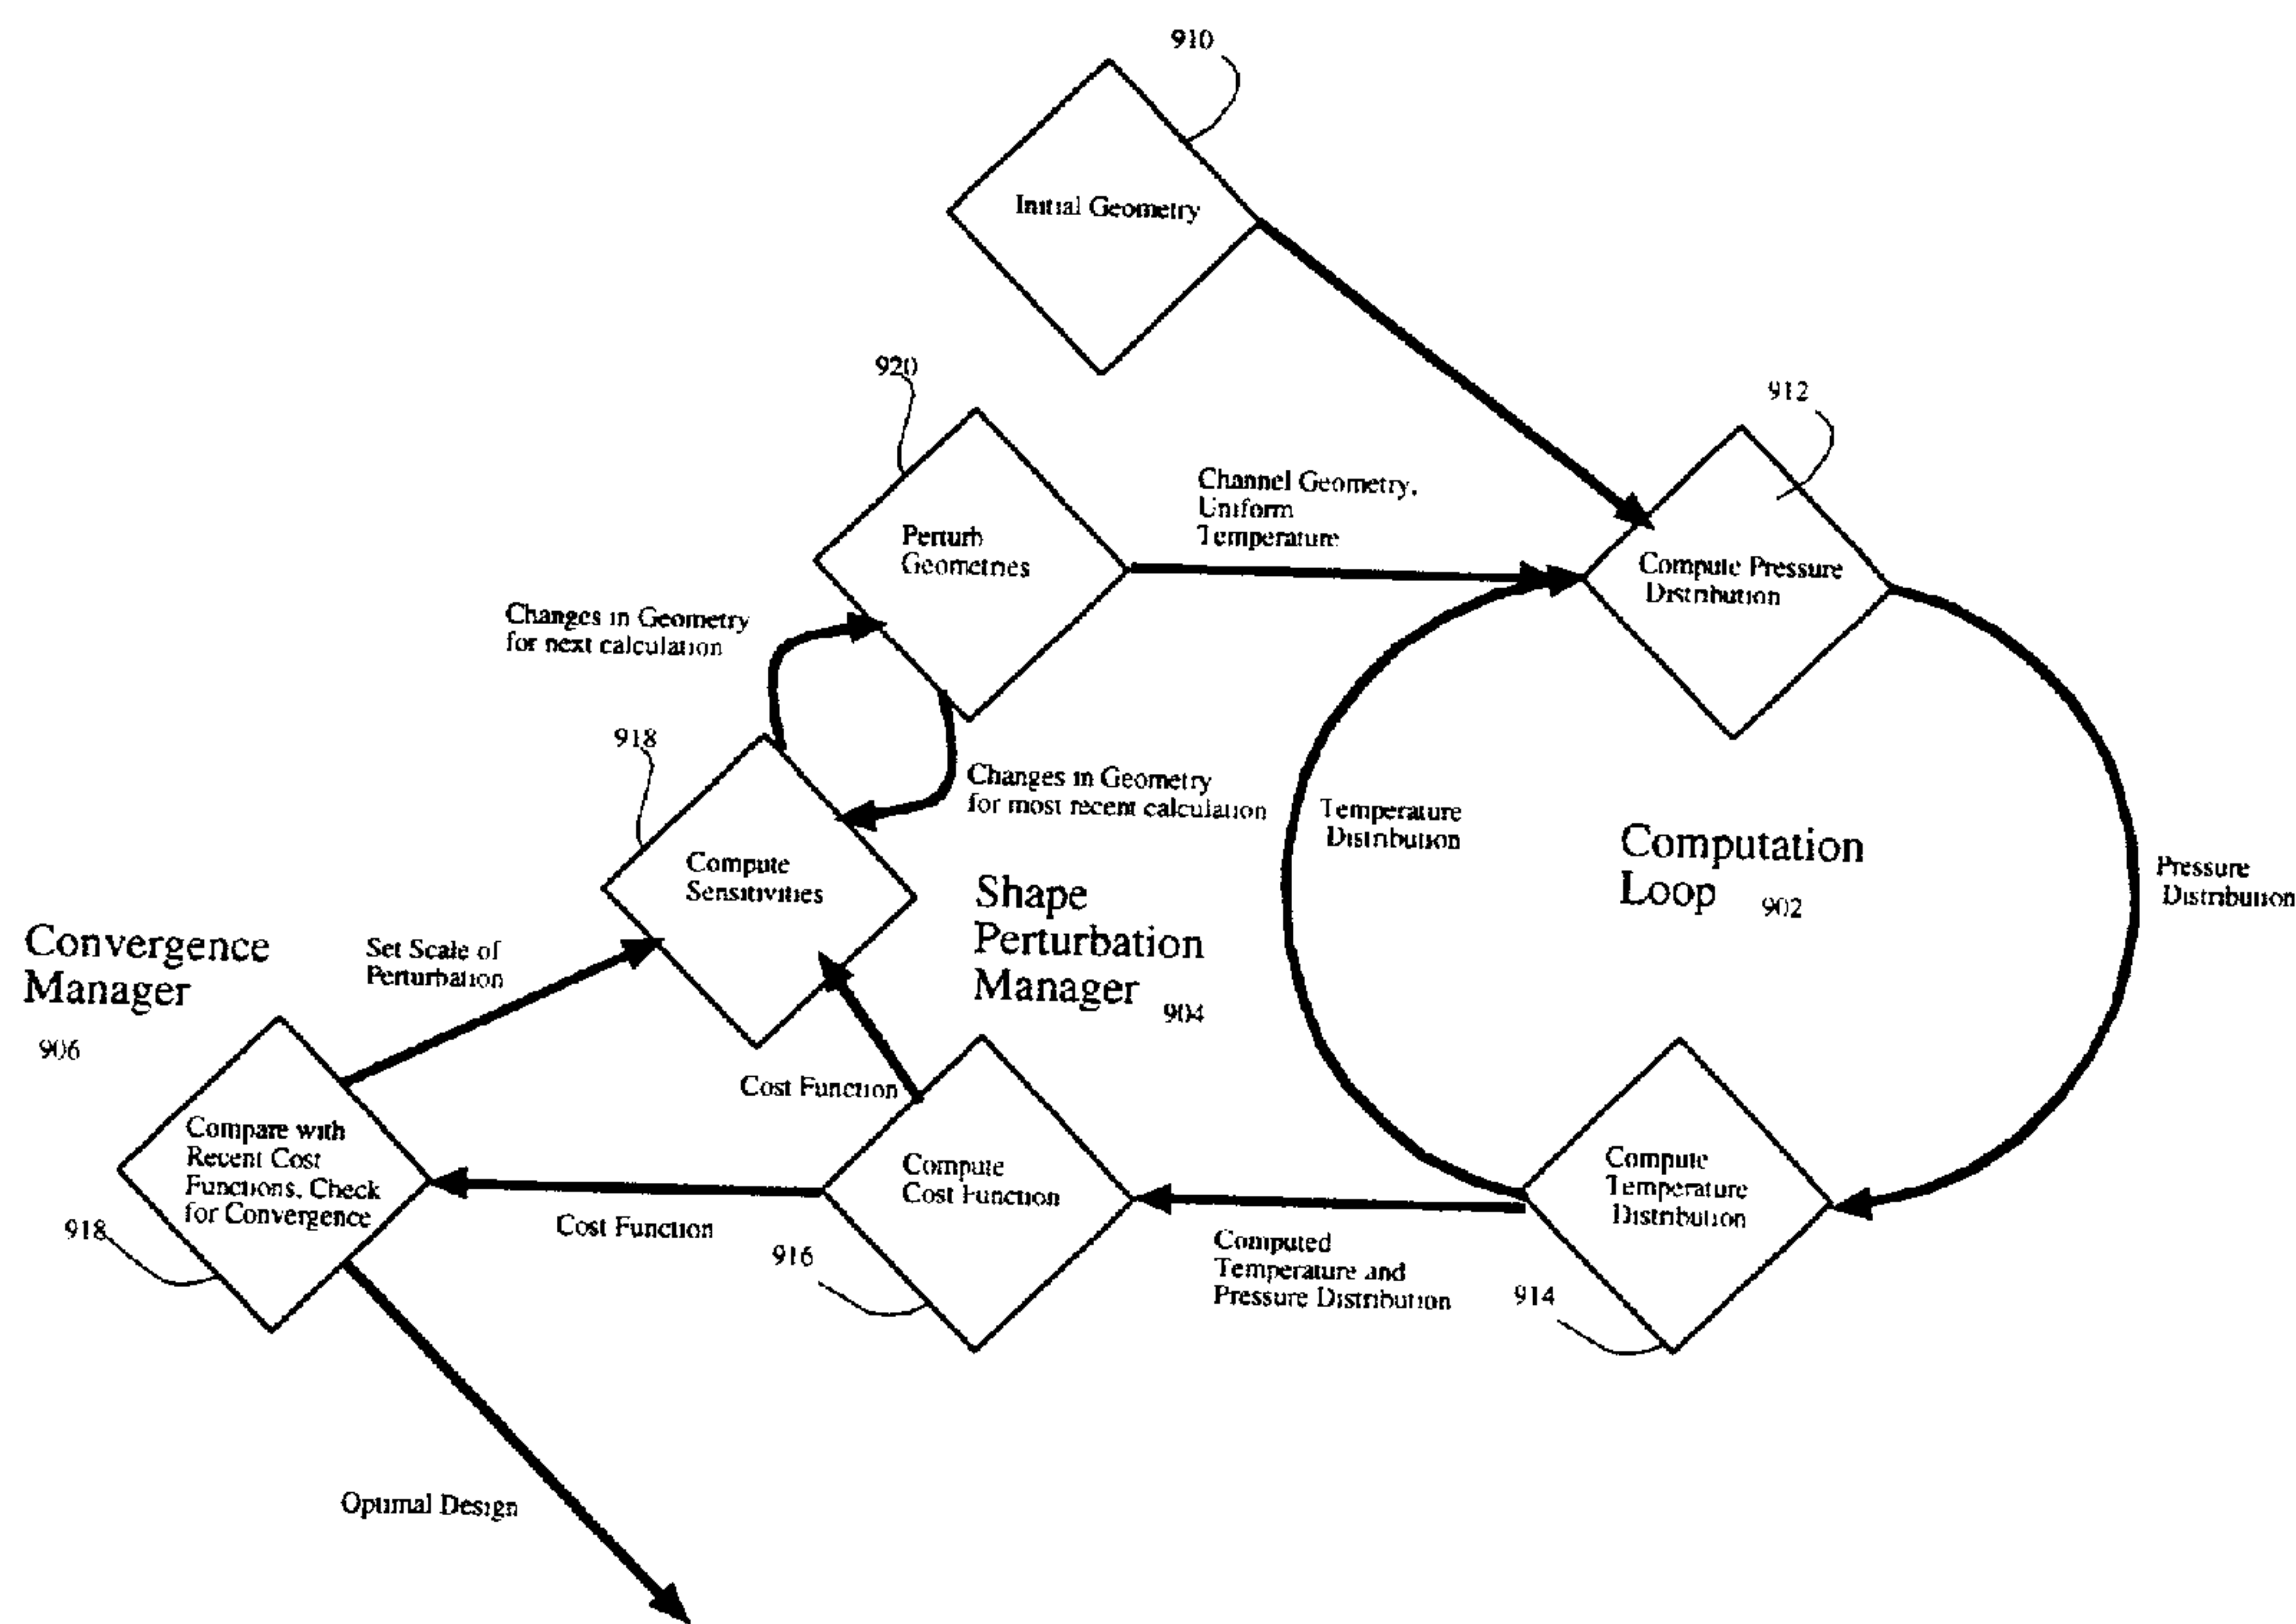 910
Initial Geometry
920
912
Channel Geometry,
Uniform
Temperature
Perturb
Geometries
Compute Pressure
Distribution
Changes in Geometry
for next calculation
918
Changes in Geometry
for most recent calculation
Temperature
Distribution
Computation
Loop 902
Pressure
Distribution
Compute
Sensitivities
Shape
Perturbation
Manager 904
Convergence
Manager
906
Set Scale of
Perturbation
Cost Function
Compare with
Recent Cost
Functions, Check
for Convergence
918
Cost Function
Compute
Cost Function
916
Compute
Temperature
Distribution
Computed
Temperature and
Pressure Distribution
914
Optimal Design